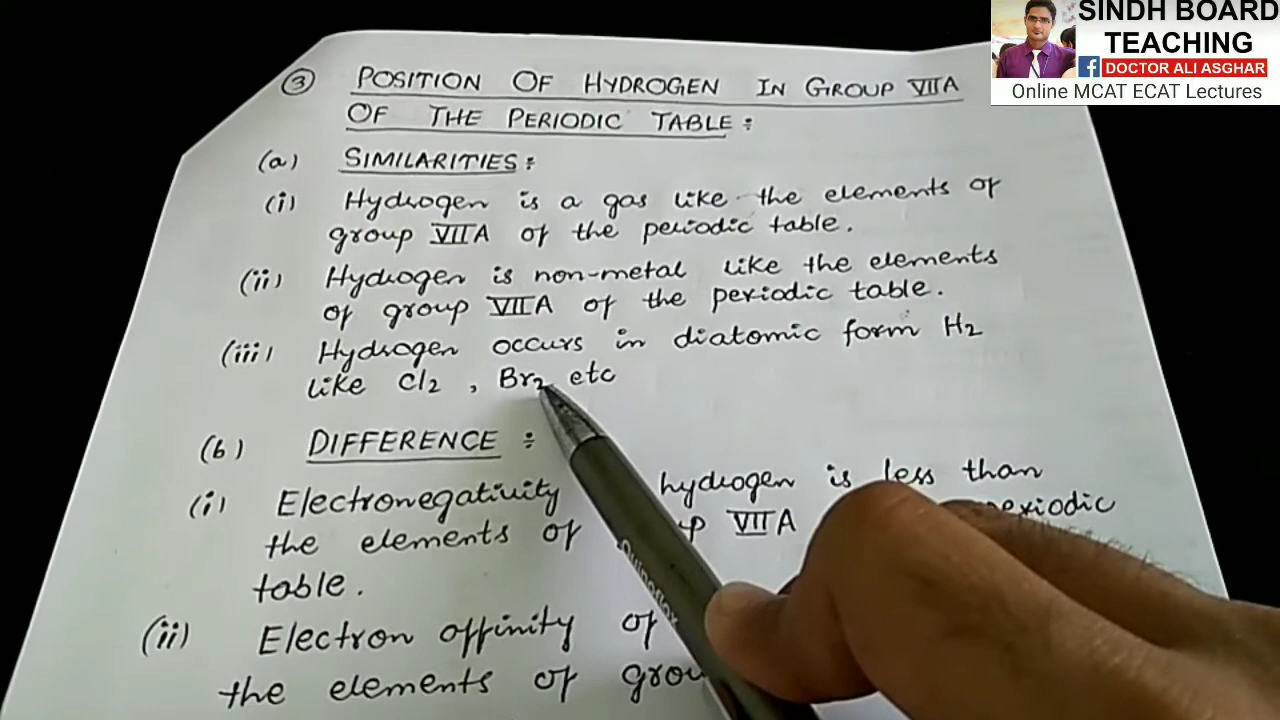 SINDH BOARD
TEACHING
f DOCTOR ALI ASGHAR
Online MCAT ECAT Lectures
③ POSITION OF HYDROGEN IN GROUP VIIA
OF THE PERIODIC TABLE :
(a) SIMILARITIES :
(i) Hydrogen is a gas like the elements of
group VIIA of the periodic table.
(ii) Hydrogen is non-metal like the elements
of group VIIA of the periodic table.
(iii) Hydrogen occurs in diatomic form H2
like Cl2 , Br2 etc
(b) DIFFERENCE :
(i) Electronegativity hydrogen is less than
the elements of VIIA periodic
table.
(ii) Electron affinity of
the elements of